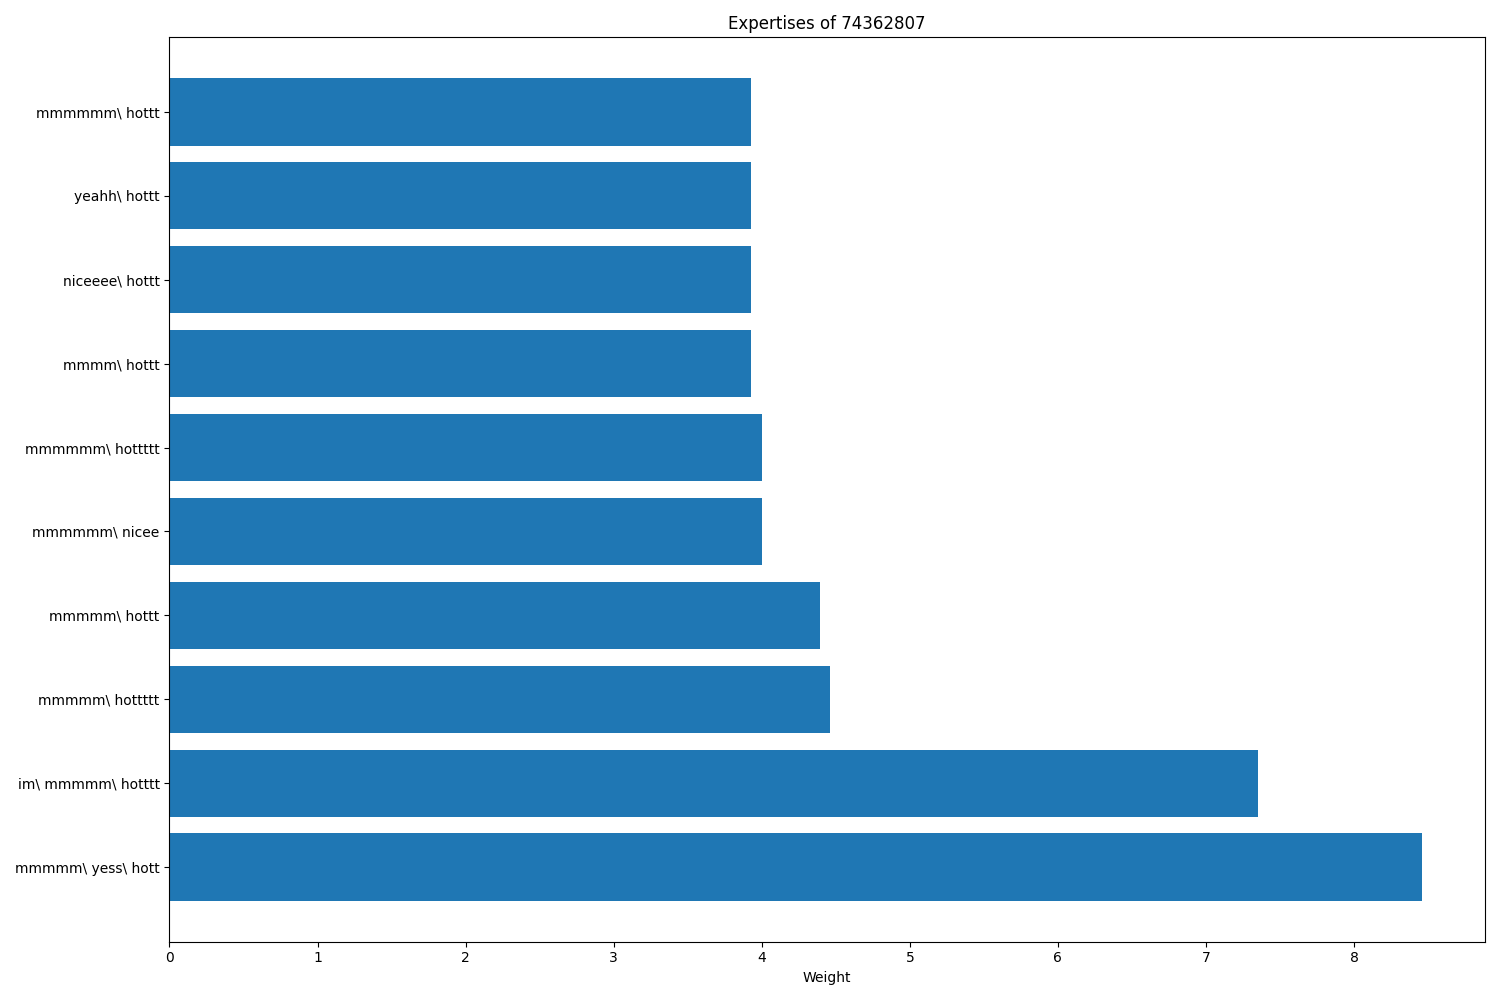 Expertises of 74362807
mmmmmm\ hottt
yeahh\ hottt
niceeee\ hottt
mmmm\ hottt
mmmmmm\ hottttt
mmmmmm\ nicee
mmmmm\ hottt
mmmmm\ hottttt
im\ mmmmm\ hotttt
mmmmm\ yess\ hott
0 1 2 3 4 5 6 7 8
Weight